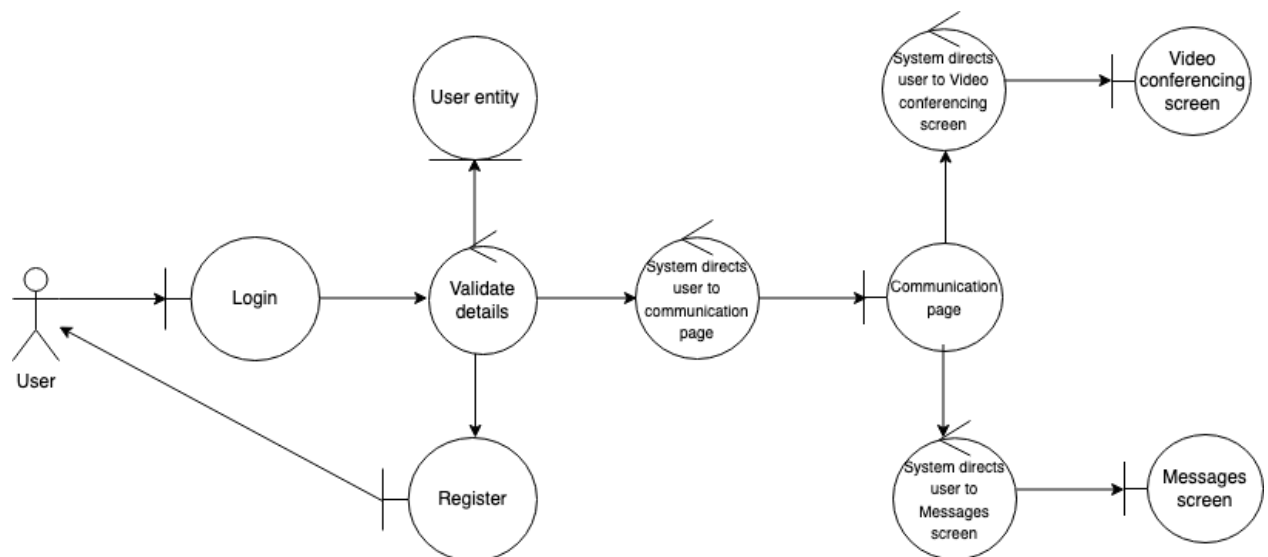 User
Login
User entity
Validate
details
Register
System directs
user to
communication
page
Communication
page
System directs
user to Video
conferencing
screen
Video
conferencing
screen
System directs
user to
Messages
screen
Messages
screen